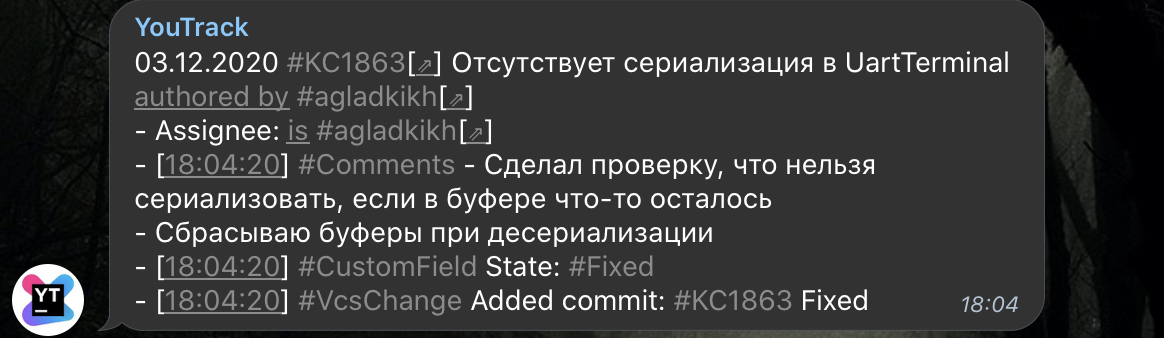 YouTrack
03.12.2020 #KC1863[⇗] Отсутствует сериализация в UartTerminal
authored by #agladkikh[⇗]
- Assignee: is #agladkikh[⇗]
- [18:04:20] #Comments - Сделал проверку, что нельзя
сериализовать, если в буфере что-то осталось
- Сбрасываю буферы при десериализации
- [18:04:20] #CustomField State: #Fixed
- [18:04:20] #VcsChange Added commit: #KC1863 Fixed
18:04
YT